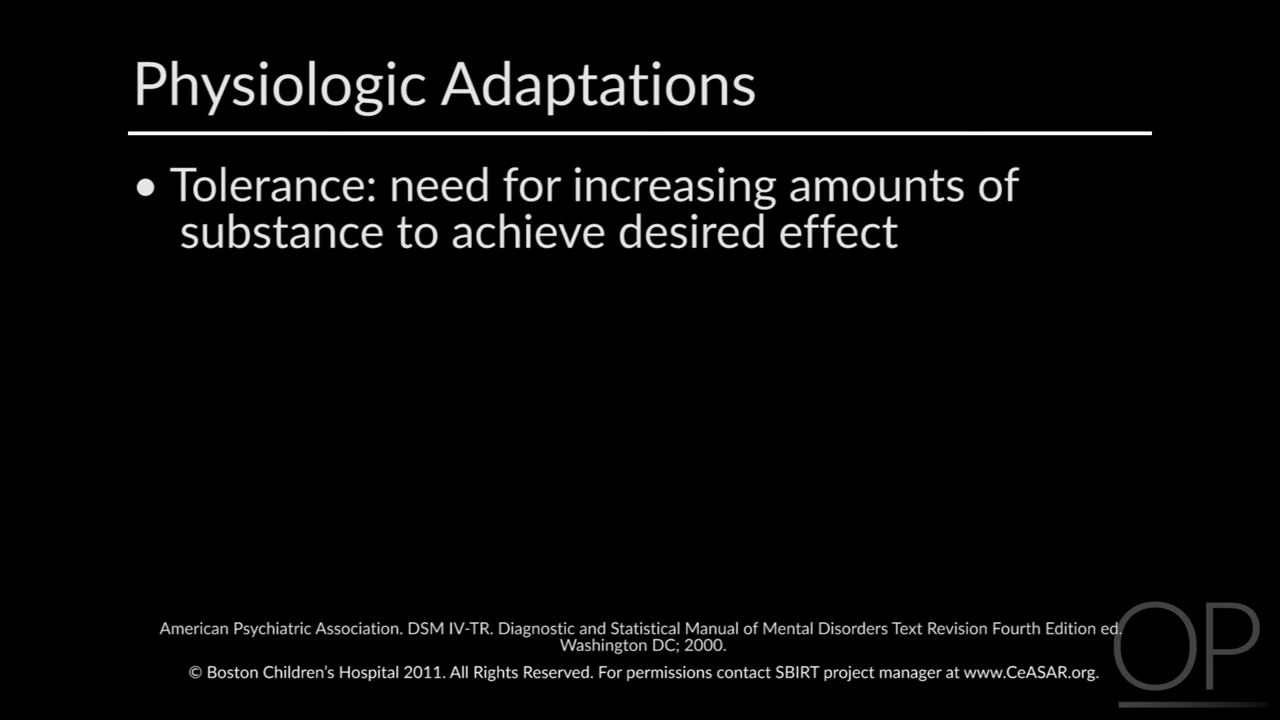 Physiologic Adaptations
• Tolerance: need for increasing amounts of
substance to achieve desired effect
American Psychiatric Association. DSM IV-TR. Diagnostic and Statistical Manual of Mental Disorders Text Revision Fourth Edition ed.
Washington DC; 2000.
© Boston Children’s Hospital 2011. All Rights Reserved. For permissions contact SBIRT project manager at www.CeASAR.org.
OP